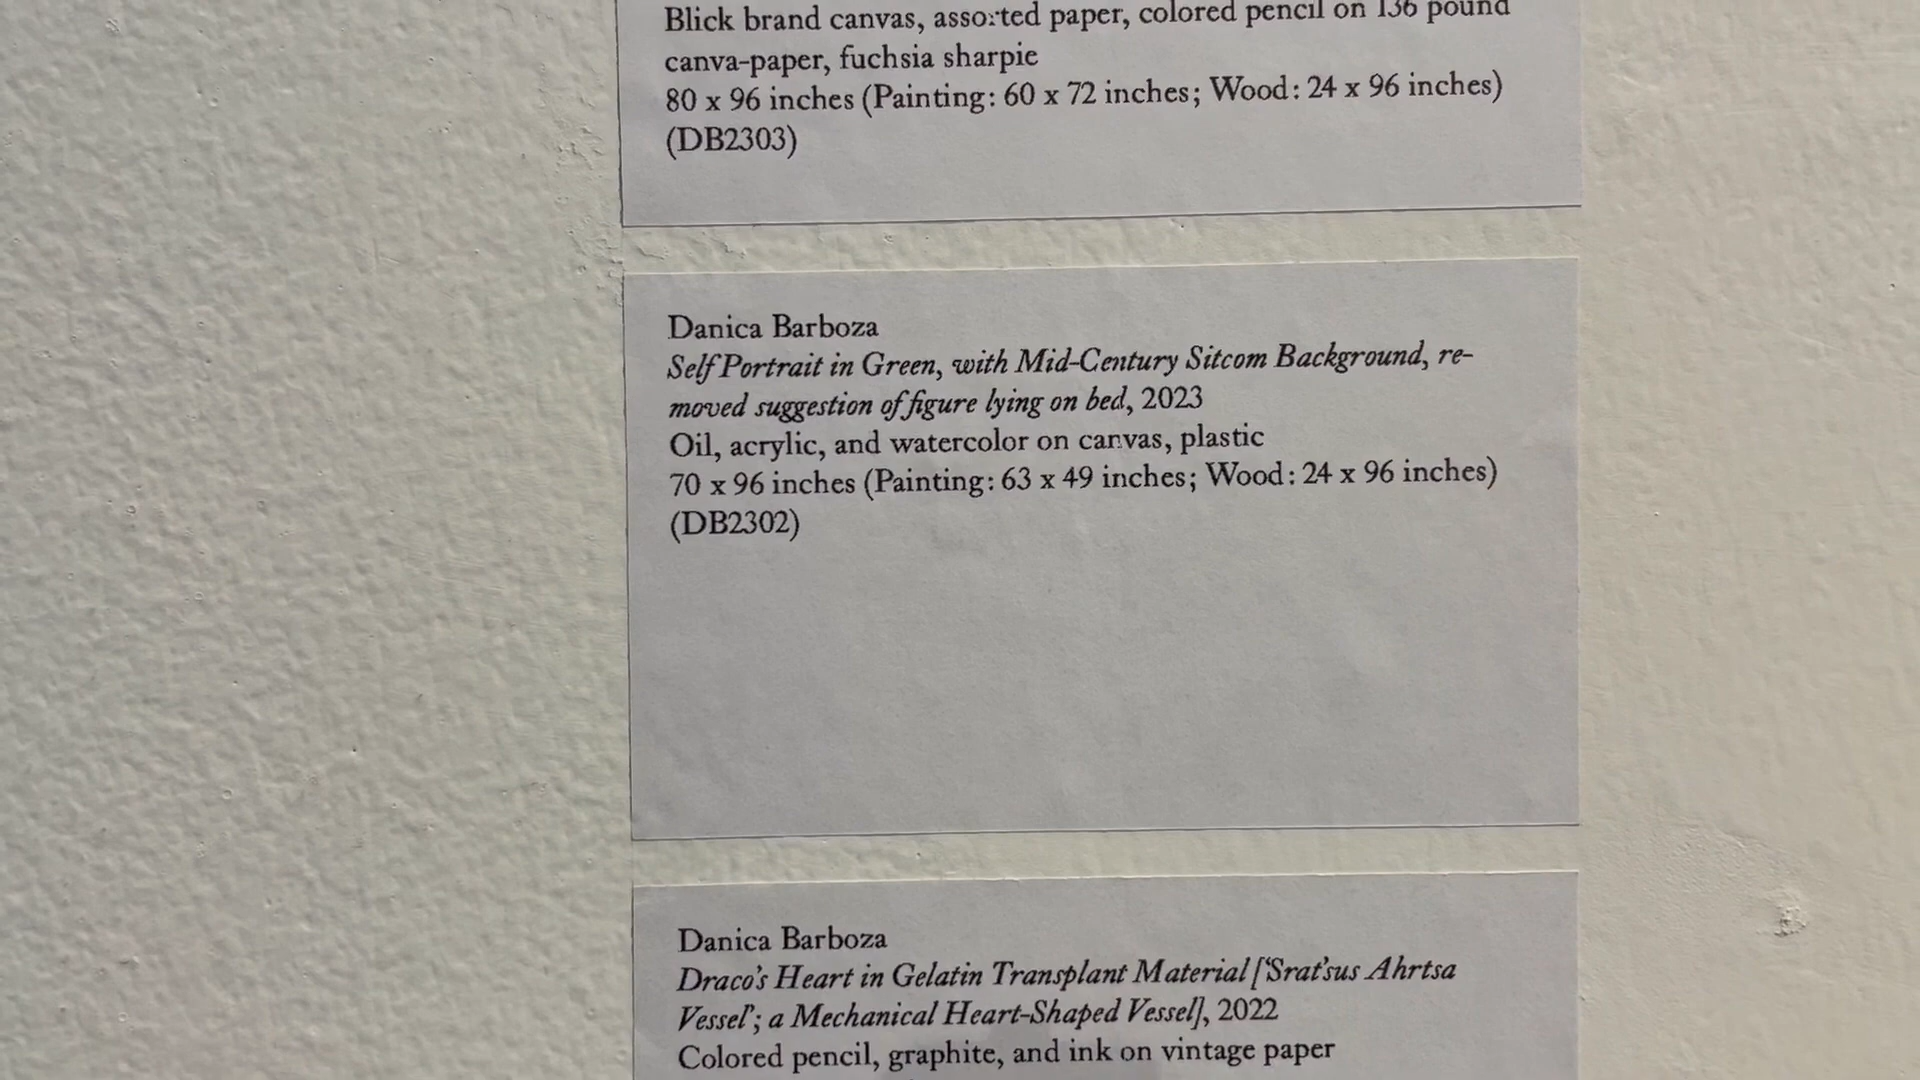 Blick brand canvas, assorted paper, colored pencil on 136 pound
canva-paper, fuchsia sharpie
80 x 96 inches (Painting: 60 x 72 inches; Wood: 24 x 96 inches)
(DB2303)
Danica Barboza
Self Portrait in Green, with Mid-Century Sitcom Background, re-
moved suggestion of figure lying on bed, 2023
Oil, acrylic, and watercolor on canvas, plastic
70 x 96 inches (Painting: 63 x 49 inches; Wood: 24 x 96 inches)
(DB2302)
Danica Barboza
Draco's Heart in Gelatin Transplant Material ['Srat'sus Ahrtsa
Vessel'; a Mechanical Heart-Shaped Vessel], 2022
Colored pencil, graphite, and ink on vintage paper